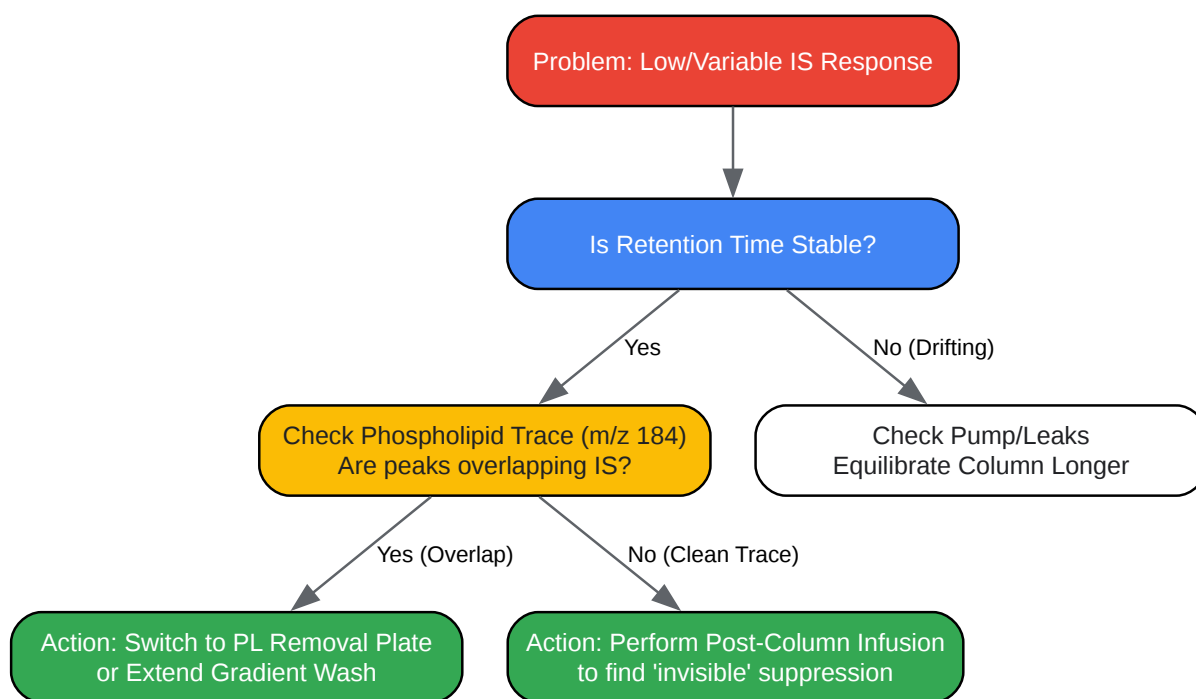 Problem: Low/Variable IS Response
Is Retention Time Stable?
Yes
No (Drifting)
Check Phospholipid Trace (m/z 184)
Are peaks overlapping IS?
Check Pump/Leaks
Equilibrate Column Longer
Yes (Overlap)
No (Clean Trace)
Action: Switch to PL Removal Plate
or Extend Gradient Wash
Action: Perform Post-Column Infusion
to find 'invisible' suppression